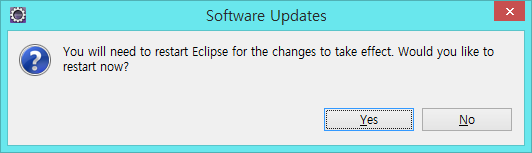 Software Updates
You will need to restart Eclipse for the changes to take effect. Would you like to
restart now?
Yes
No